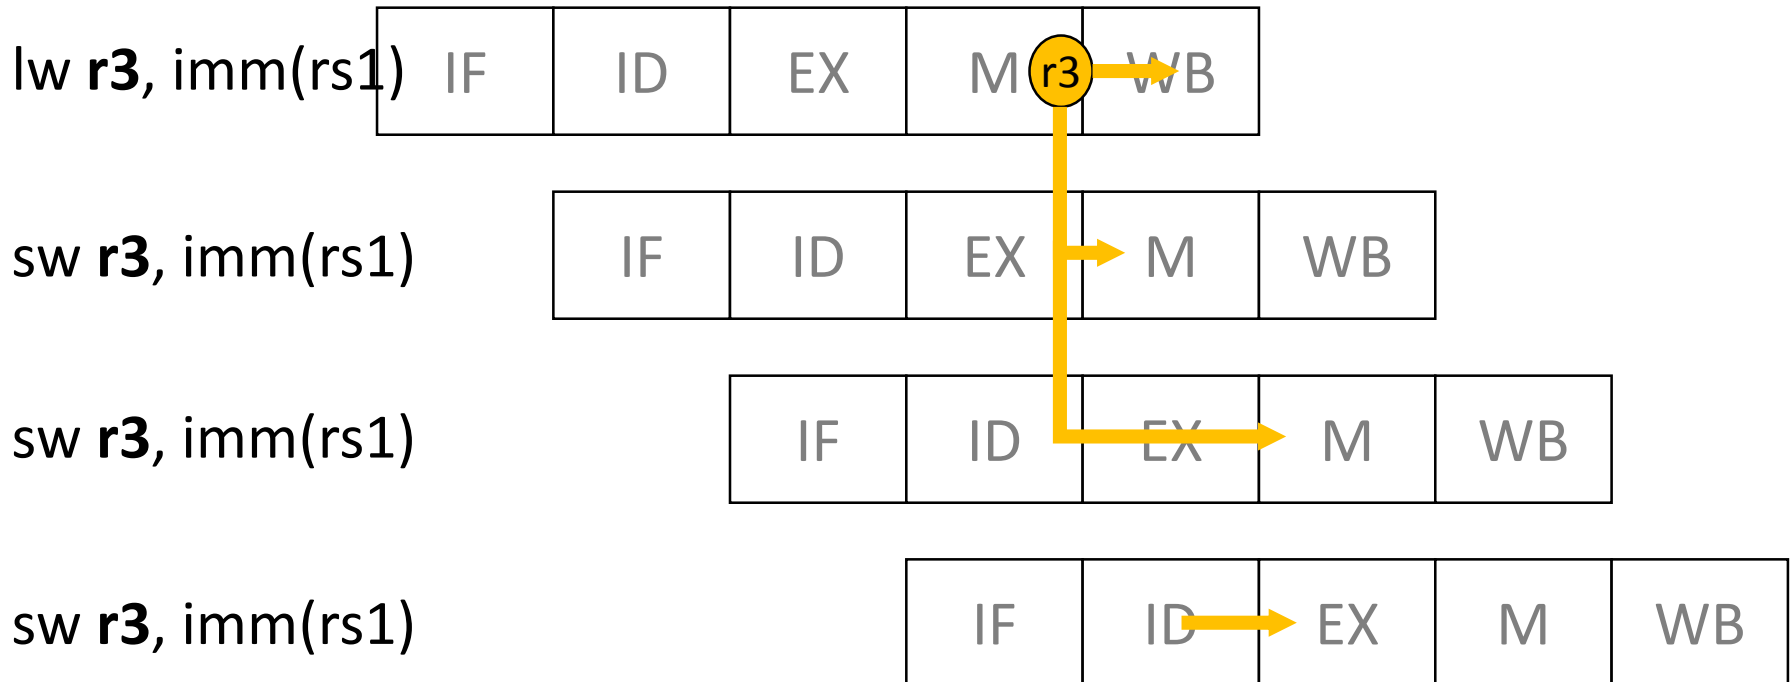 lw r3, imm(rs1) IF ID EX M r3 WB
sw r3, imm(rs1) IF ID EX M WB
sw r3, imm(rs1) IF ID EX M WB
sw r3, imm(rs1) IF ID EX M WB